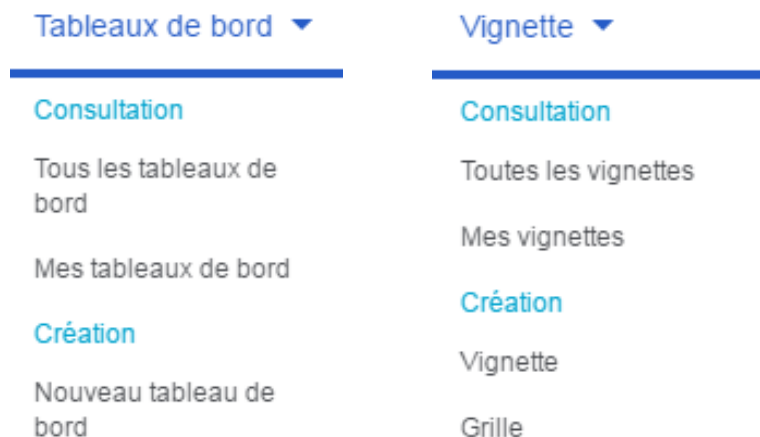 Tableaux de bord
Consultation
Tous les tableaux de
bord
Mes tableaux de bord
Création
Nouveau tableau de
bord
Vignette
Consultation
Toutes les vignettes
Mes vignettes
Création
Vignette
Grille